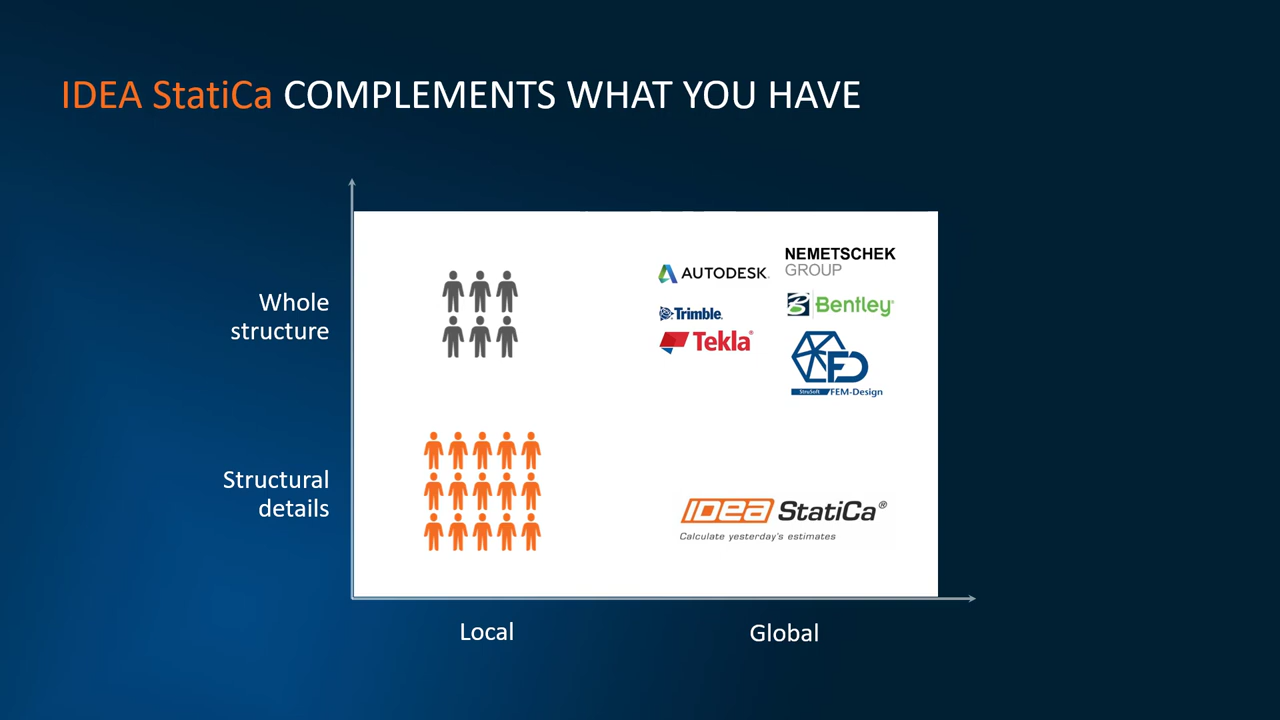 IDEA StatiCa COMPLEMENTS WHAT YOU HAVE
Whole
structure
AUTODESK.
NEMETSCHEK
GROUP
Trimble.
Bentley®
Tekla®
FD
StruSoft FEM-Design
Structural
details
IDEA StatiCa®
Calculate yesterday's estimates
Local
Global